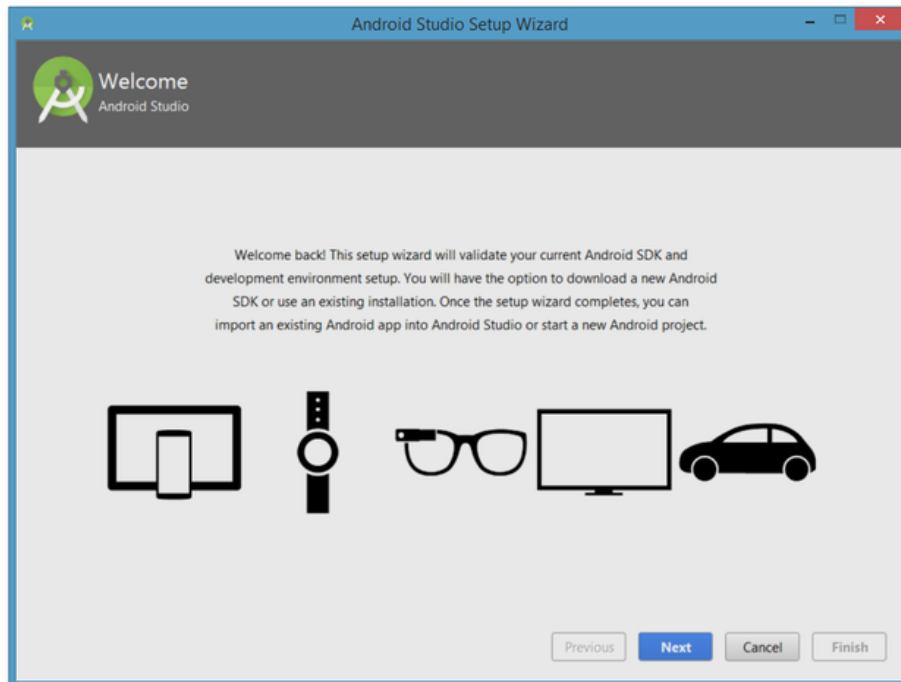 Android Studio Setup Wizard
Welcome
Android Studio
Welcome back! This setup wizard will validate your current Android SDK and
development environment setup. You will have the option to download a new Android
SDK or use an existing installation. Once the setup wizard completes, you can
import an existing Android app into Android Studio or start a new Android project.
Previous Next Cancel Finish